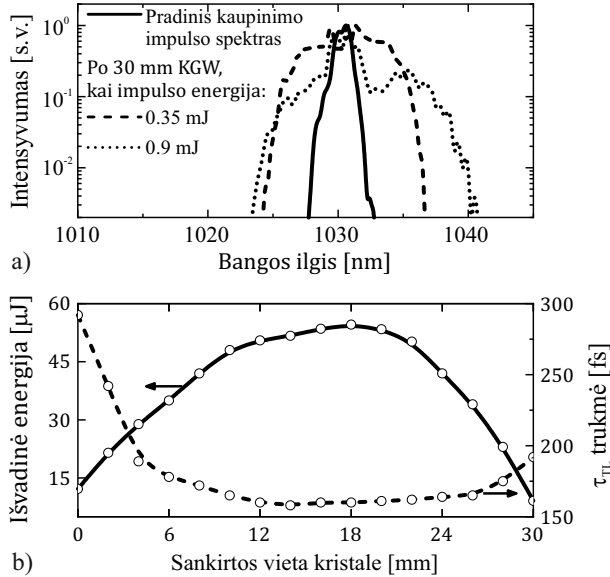 a)
Intensyvumas [s.v.]
10⁰
10⁻¹
10⁻²
Pradinis kaupinimo
impulso spektras
Po 30 mm KGW,
kai impulso energija:
0.35 mJ
0.9 mJ
1010 1020 1030 1040
Bangos ilgis [nm]
b)
Išvadinė energija [µJ]
60
45
30
15
300
250
200
150
τTL trukmė [fs]
0 6 12 18 24 30
Sankirtos vieta kristale [mm]